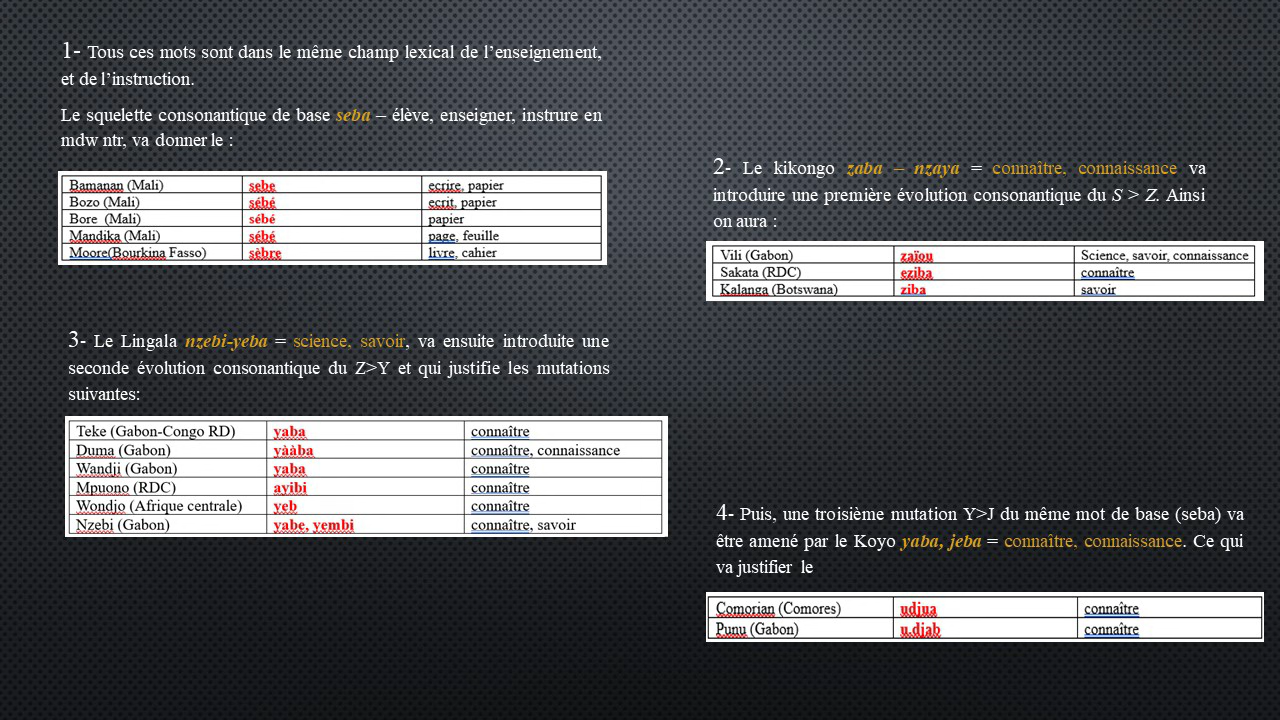 1- Tous ces mots sont dans le même champ lexical de l’enseignement,
et de l’instruction.
Le squelette consonantique de base seba – élève, enseigner, instrure en
mdw ntr, va donner le :
Bamanan (Mali) sebe ecrire, papier
Bozo (Mali) sébé ecrit, papier
Bore (Mali) sébé papier
Mandika (Mali) sébé page, feuille
Moore(Bourkina Fasso) sèbre livre, cahier
2- Le kikongo zaba – nzaya = connaître, connaissance va
introduire une première évolution consonantique du S > Z. Ainsi
on aura :
Vili (Gabon) zaïou Science, savoir, connaissance
Sakata (RDC) eziba connaître
Kalanga (Botswana) ziba savoir
3- Le Lingala nzebi-yeba = science, savoir, va ensuite introduite une
seconde évolution consonantique du Z>Y et qui justifie les mutations
suivantes:
Teke (Gabon-Congo RD) yaba connaître
Duma (Gabon) yààba connaître, connaissance
Wandji (Gabon) yaba connaître
Mpuono (RDC) ayibi connaître
Wondjo (Afrique centrale) yeb connaître
Nzebi (Gabon) yabe, yembi connaître, savoir
4- Puis, une troisième mutation Y>J du même mot de base (seba) va
être amené par le Koyo yaba, jeba = connaître, connaissance. Ce qui
va justifier le
Comorian (Comores) udjua connaître
Punu (Gabon) u.djab connaître